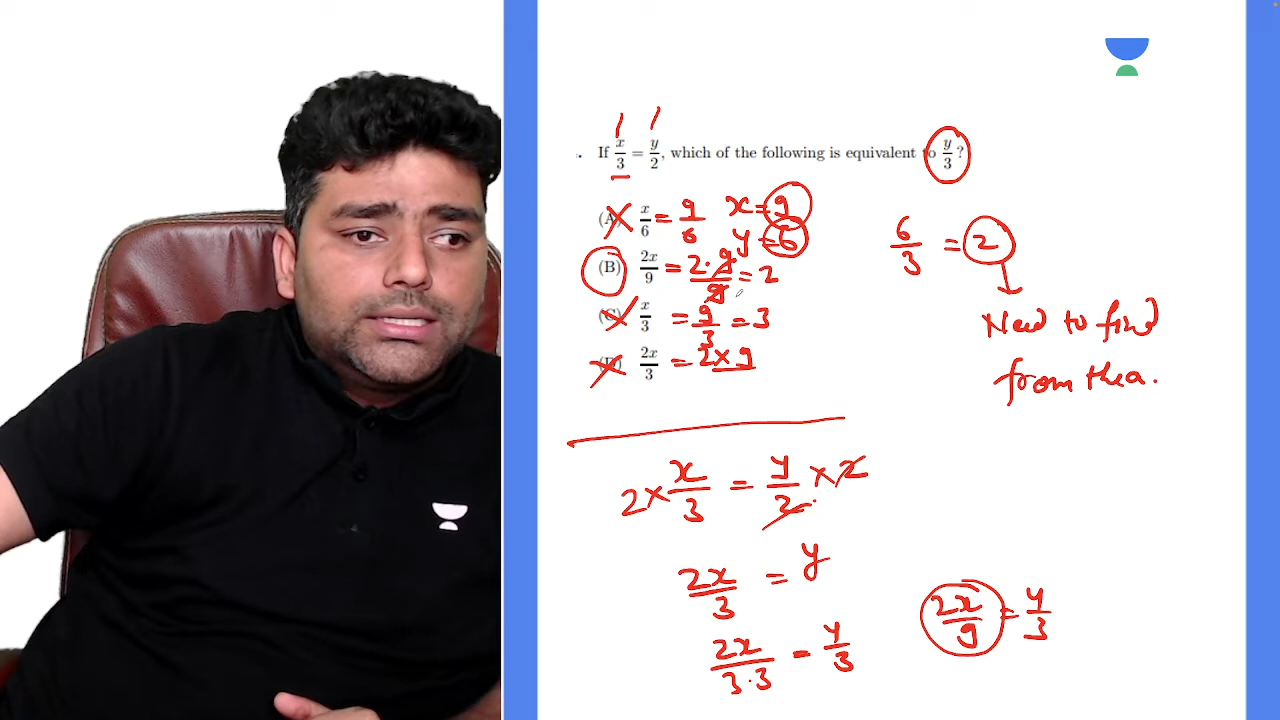 If x/3 = y/2, which of the following is equivalent to y/3?
(A) x/6 = 9/6 x = 9
y = 6
6/3 = 2
(B) 2x/9 = 2·9/9 = 2
(C) x/3 = 9/3 = 3
Need to find
(D) 2x/3 = 2×9
from thea.
2× x/3 = y/2 ×2
2x/3 = y
2x/9 = y/3
2x/3·3 = y/3